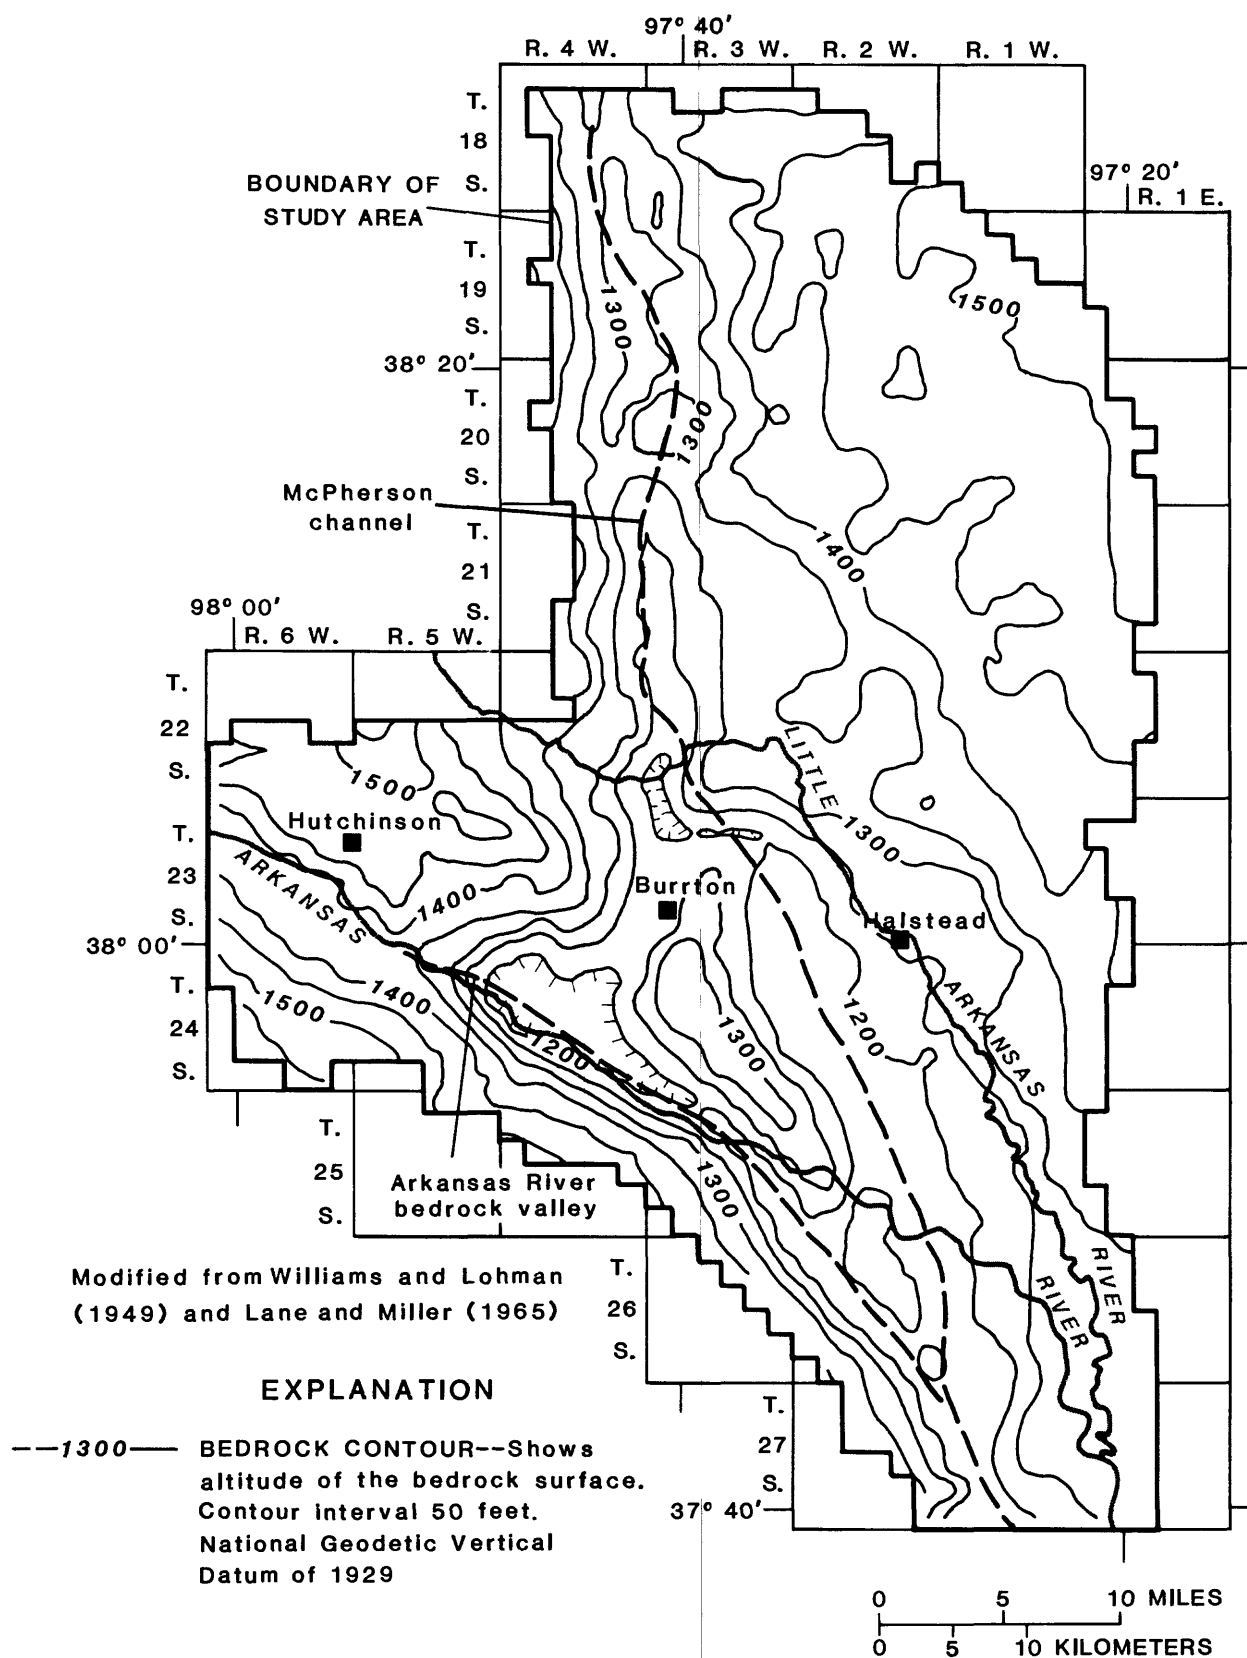 97° 40'
R. 4 W. R. 3 W. R. 2 W. R. 1 W.
T.
18
S.
97° 20'
R. 1 E.
BOUNDARY OF
STUDY AREA
T.
19
S.
1300
1500
38° 20'
T.
20
S.
1300
McPherson
channel
T.
21
S.
1400
98° 00'
R. 6 W. R. 5 W.
T.
22
S.
1500
LITTLE
Hutchinson
1300
T.
23
S.
ARKANSAS
1400
Burrton
Halstead
38° 00'
T.
24
S.
1500
1400
1200
1300
1200
ARKANSAS
T.
25
S.
Arkansas River
bedrock valley
1300
Modified from Williams and Lohman
(1949) and Lane and Miller (1965)
T.
26
S.
RIVER
RIVER
EXPLANATION
T.
27
S.
1300
BEDROCK CONTOUR--Shows
altitude of the bedrock surface.
Contour interval 50 feet.
National Geodetic Vertical
Datum of 1929
37° 40'
0 5 10 MILES
0 5 10 KILOMETERS